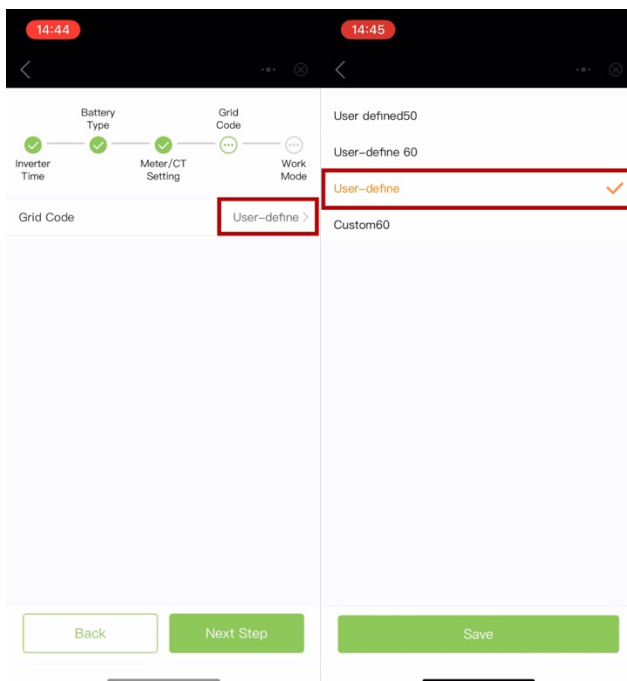 14:44
Battery
Type
Grid
Code
Inverter
Time
Meter/CT
Setting
Work
Mode
Grid Code
User-define
Back
Next Step
14:45
User defined50
User-define 60
User-define
Custom60
Save